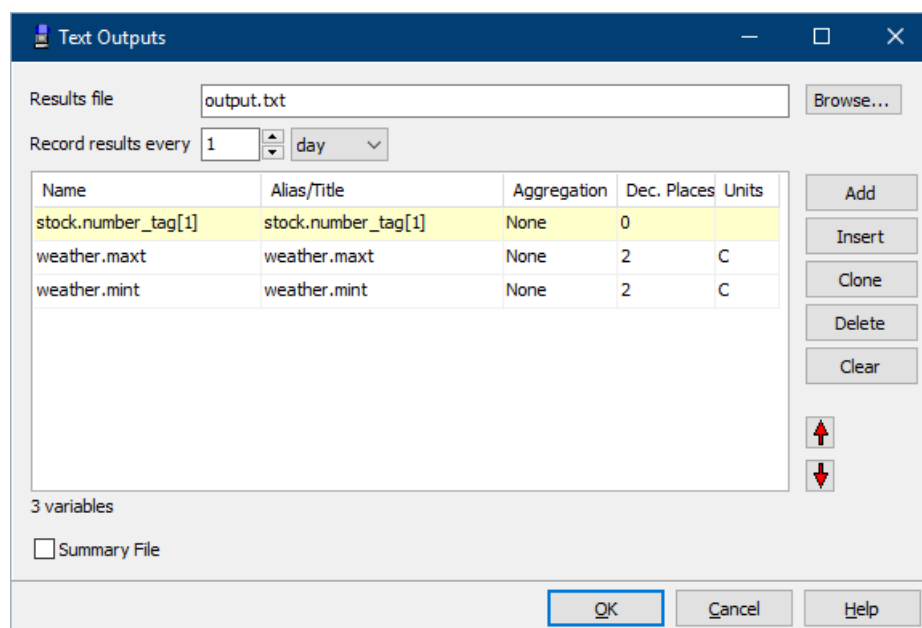 Text Outputs
Results file output.txt Browse...
Record results every 1 day
Name Alias/Title Aggregation Dec. Places Units
stock.number_tag[1] stock.number_tag[1] None 0
weather.maxt weather.maxt None 2 C
weather.mint weather.mint None 2 C
Add
Insert
Clone
Delete
Clear
3 variables
Summary File
OK Cancel Help